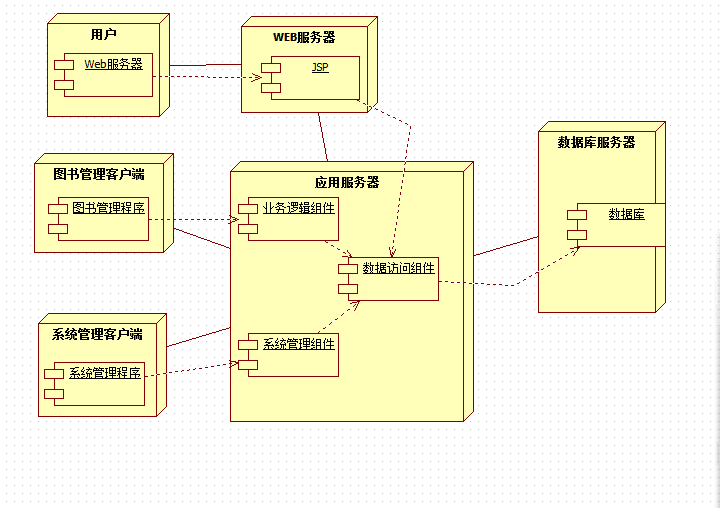 用户
Web服务器
WEB服务器
JSP
图书管理客户端
图书管理程序
应用服务器
业务逻辑组件
数据访问组件
系统管理组件
数据库服务器
数据库
系统管理客户端
系统管理程序